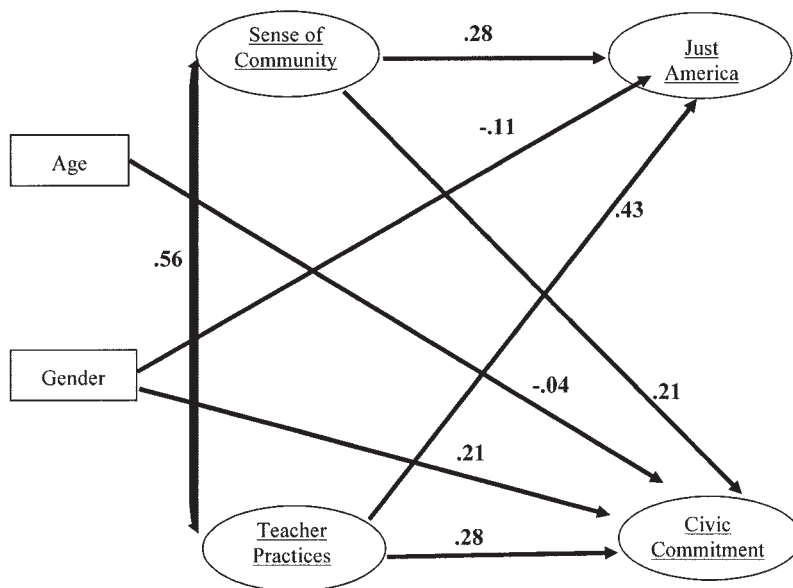 Sense of
Community
.28
Just
America
-.11
Age
.43
.56
Gender
-.04
.21
.21
Teacher
Practices
.28
Civic
Commitment